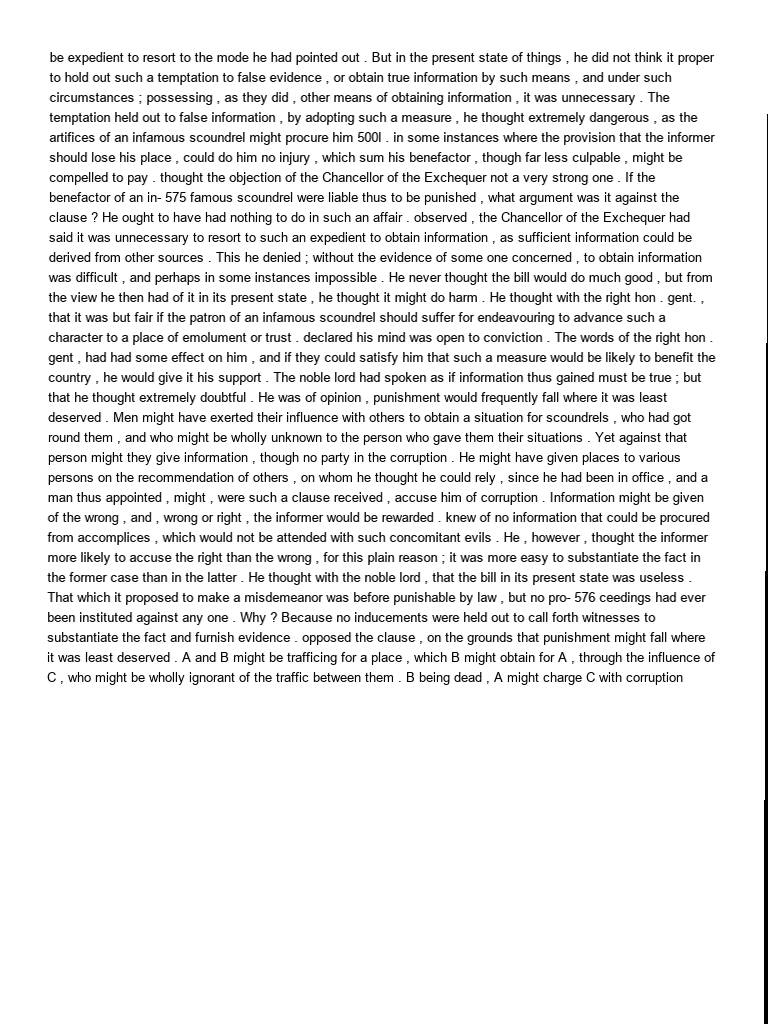 be expedient to resort to the mode he had pointed out . But in the present state of things , he did not think it proper
to hold out such a temptation to false evidence , or obtain true information by such means , and under such
circumstances ; possessing , as they did , other means of obtaining information , it was unnecessary . The
temptation held out to false information , by adopting such a measure , he thought extremely dangerous , as the
artifices of an infamous scoundrel might procure him 500l . in some instances where the provision that the informer
should lose his place , could do him no injury , which sum his benefactor , though far less culpable , might be
compelled to pay . thought the objection of the Chancellor of the Exchequer not a very strong one . If the
benefactor of an in- 575 famous scoundrel were liable thus to be punished , what argument was it against the
clause ? He ought to have had nothing to do in such an affair . observed , the Chancellor of the Exchequer had
said it was unnecessary to resort to such an expedient to obtain information , as sufficient information could be
derived from other sources . This he denied ; without the evidence of some one concerned , to obtain information
was difficult , and perhaps in some instances impossible . He never thought the bill would do much good , but from
the view he then had of it in its present state , he thought it might do harm . He thought with the right hon . gent. ,
that it was but fair if the patron of an infamous scoundrel should suffer for endeavouring to advance such a
character to a place of emolument or trust . declared his mind was open to conviction . The words of the right hon .
gent , had had some effect on him , and if they could satisfy him that such a measure would be likely to benefit the
country , he would give it his support . The noble lord had spoken as if information thus gained must be true ; but
that he thought extremely doubtful . He was of opinion , punishment would frequently fall where it was least
deserved . Men might have exerted their influence with others to obtain a situation for scoundrels , who had got
round them , and who might be wholly unknown to the person who gave them their situations . Yet against that
person might they give information , though no party in the corruption . He might have given places to various
persons on the recommendation of others , on whom he thought he could rely , since he had been in office , and a
man thus appointed , might , were such a clause received , accuse him of corruption . Information might be given
of the wrong , and , wrong or right , the informer would be rewarded . knew of no information that could be procured
from accomplices , which would not be attended with such concomitant evils . He , however , thought the informer
more likely to accuse the right than the wrong , for this plain reason ; it was more easy to substantiate the fact in
the former case than in the latter . He thought with the noble lord , that the bill in its present state was useless .
That which it proposed to make a misdemeanor was before punishable by law , but no pro- 576 ceedings had ever
been instituted against any one . Why ? Because no inducements were held out to call forth witnesses to
substantiate the fact and furnish evidence . opposed the clause , on the grounds that punishment might fall where
it was least deserved . A and B might be trafficing for a place , which B might obtain for A , through the influence of
C , who might be wholly ignorant of the traffic between them . B being dead , A might charge C with corruption